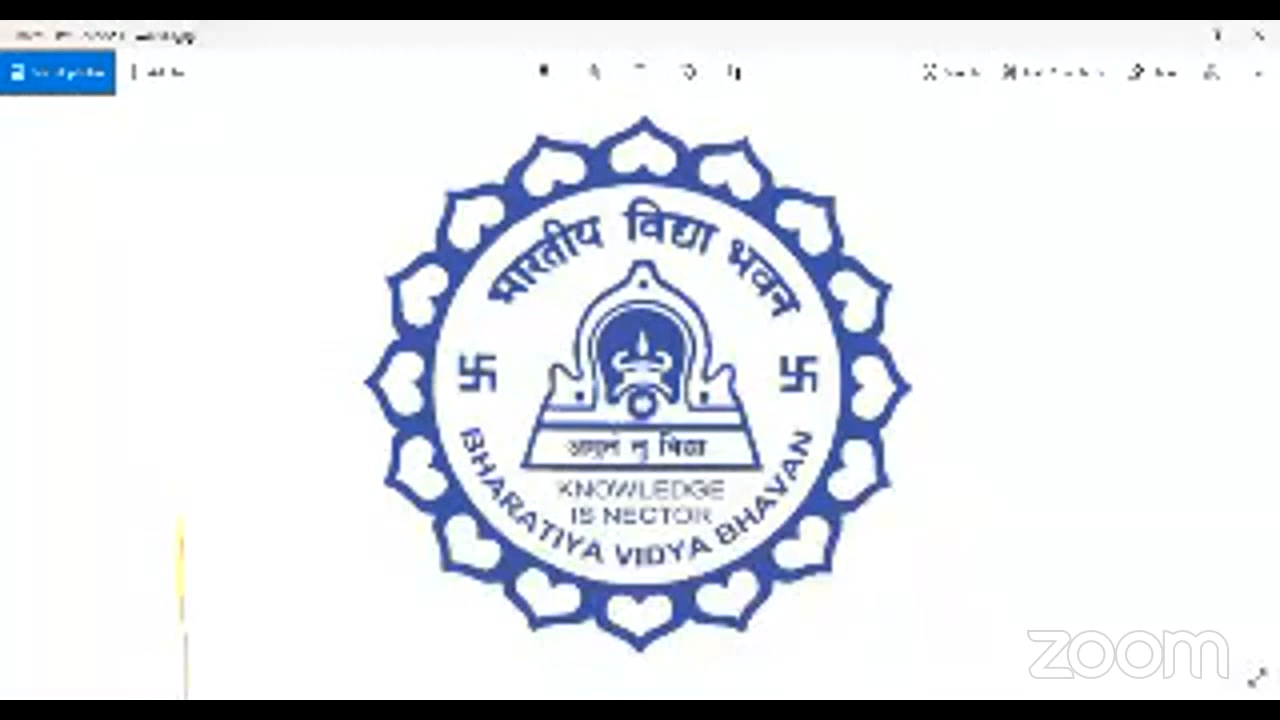 भारतीय विद्या भवन
अमृतं तु विद्या
KNOWLEDGE
IS NECTOR
BHARATIYA VIDYA BHAVAN
zoom